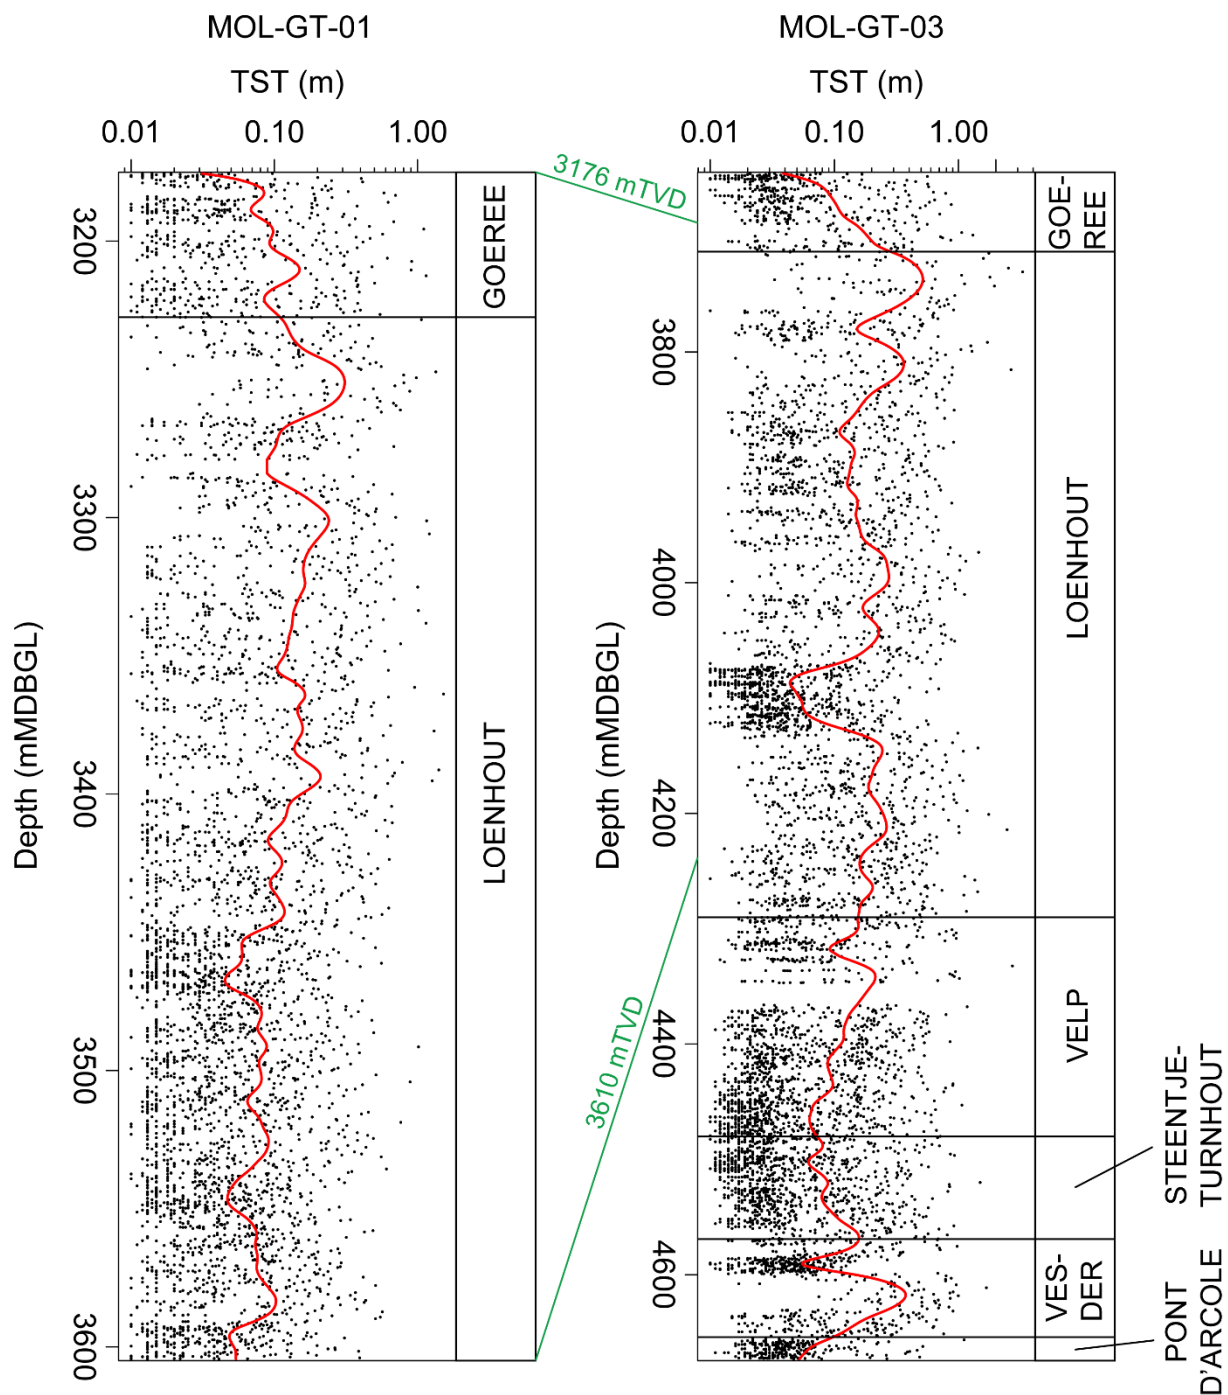 MOL-GT-01
TST (m)
0.01 0.10 1.00
3200
3300
3400
3500
3600
Depth (mMDBGL)
GOEREE
LOENHOUT
3176 mTVD
3610 mTVD
MOL-GT-03
TST (m)
0.01 0.10 1.00
3800
4000
4200
4400
4600
Depth (mMDBGL)
GOE-
REE
LOENHOUT
VELP
STEENTJE-
TURNHOUT
VES-
DER
PONT
D'ARCOLE